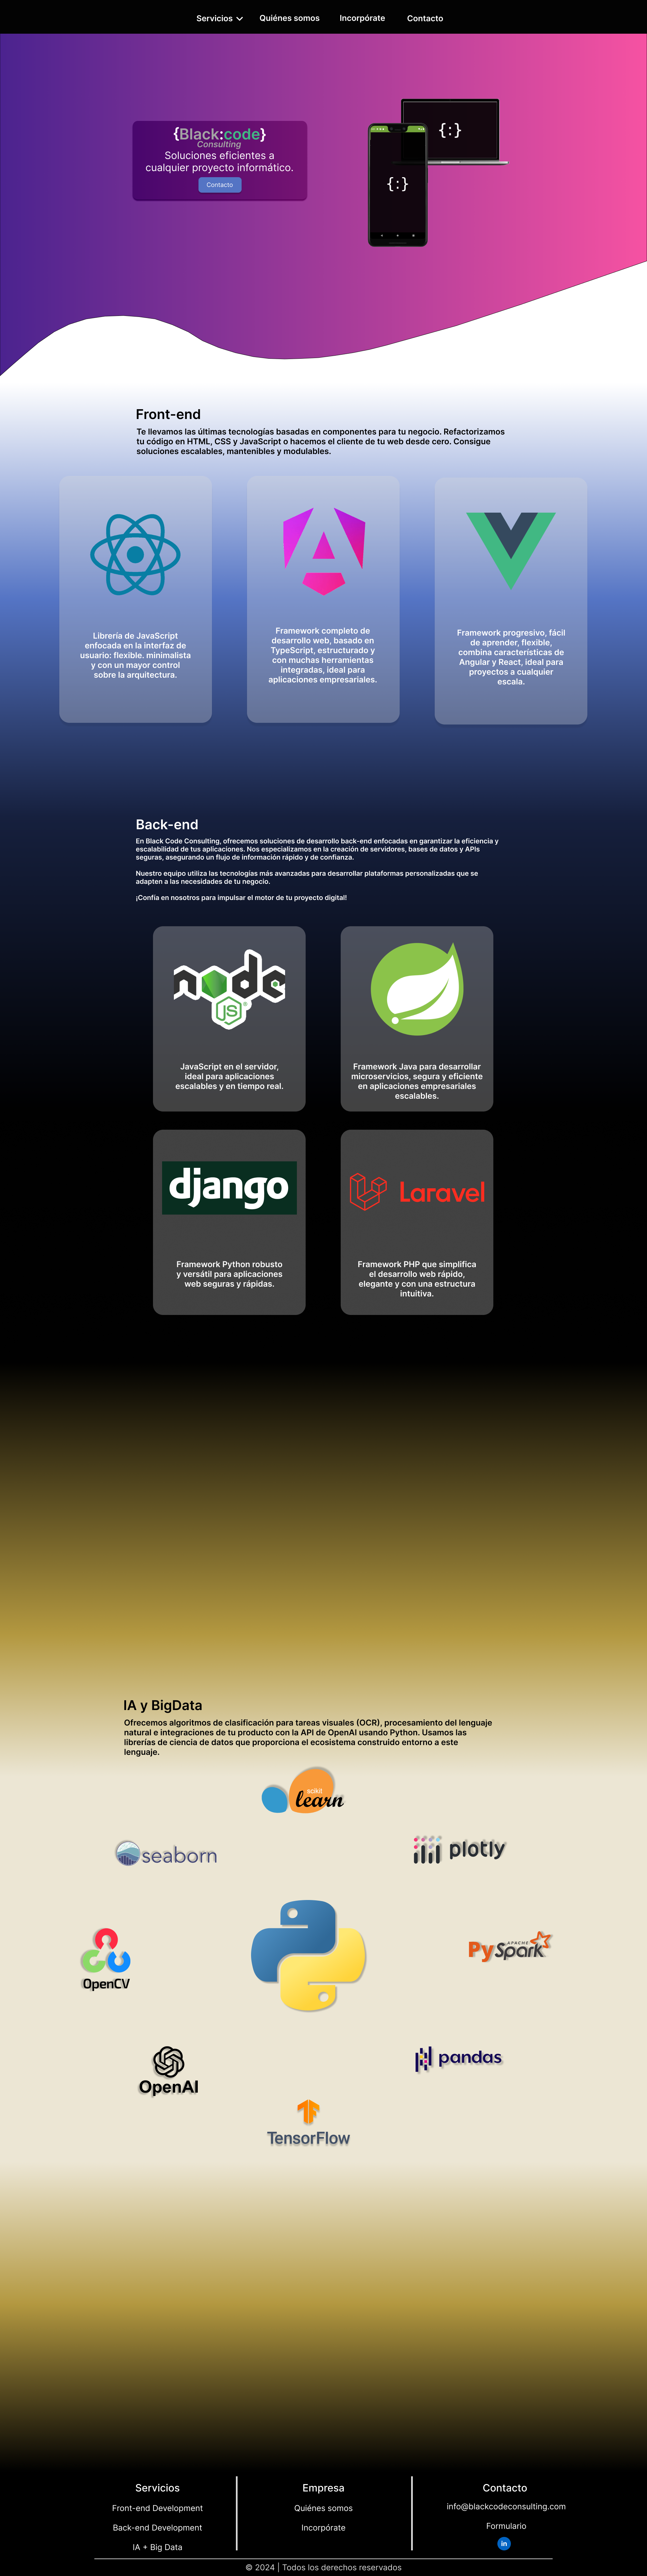 Servicios
Quiénes somos
Incorpórate
Contacto
{Black:code}
Consulting
Soluciones eficientes a
cualquier proyecto informático.
Contacto
{:}
{:}
Front-end
Te llevamos las últimas tecnologías basadas en componentes para tu negocio. Refactorizamos
tu código en HTML, CSS y JavaScript o hacemos el cliente de tu web desde cero. Consigue
soluciones escalables, mantenibles y modulables.
Librería de JavaScript
enfocada en la interfaz de
usuario: flexible. minimalista
y con un mayor control
sobre la arquitectura.
Framework completo de
desarrollo web, basado en
TypeScript, estructurado y
con muchas herramientas
integradas, ideal para
aplicaciones empresariales.
Framework progresivo, fácil
de aprender, flexible,
combina características de
Angular y React, ideal para
proyectos a cualquier
escala.
Back-end
En Black Code Consulting, ofrecemos soluciones de desarrollo back-end enfocadas en garantizar la eficiencia y
escalabilidad de tus aplicaciones. Nos especializamos en la creación de servidores, bases de datos y APIs
seguras, asegurando un flujo de información rápido y de confianza.
Nuestro equipo utiliza las tecnologías más avanzadas para desarrollar plataformas personalizadas que se
adapten a las necesidades de tu negocio.
¡Confía en nosotros para impulsar el motor de tu proyecto digital!
node
JS
®
JavaScript en el servidor,
ideal para aplicaciones
escalables y en tiempo real.
Framework Java para desarrollar
microservicios, segura y eficiente
en aplicaciones empresariales
escalables.
django
Framework Python robusto
y versátil para aplicaciones
web seguras y rápidas.
Laravel
Framework PHP que simplifica
el desarrollo web rápido,
elegante y con una estructura
intuitiva.
IA y BigData
Ofrecemos algoritmos de clasificación para tareas visuales (OCR), procesamiento del lenguaje
natural e integraciones de tu producto con la API de OpenAI usando Python. Usamos las
librerías de ciencia de datos que proporciona el ecosistema construido entorno a este
lenguaje.
scikit
learn
seaborn
plotly
OpenCV
APACHE
PySpark
OpenAI
pandas
TensorFlow
Servicios
Front-end Development
Back-end Development
IA + Big Data
Empresa
Quiénes somos
Incorpórate
Contacto
info@blackcodeconsulting.com
Formulario
in
© 2024 | Todos los derechos reservados